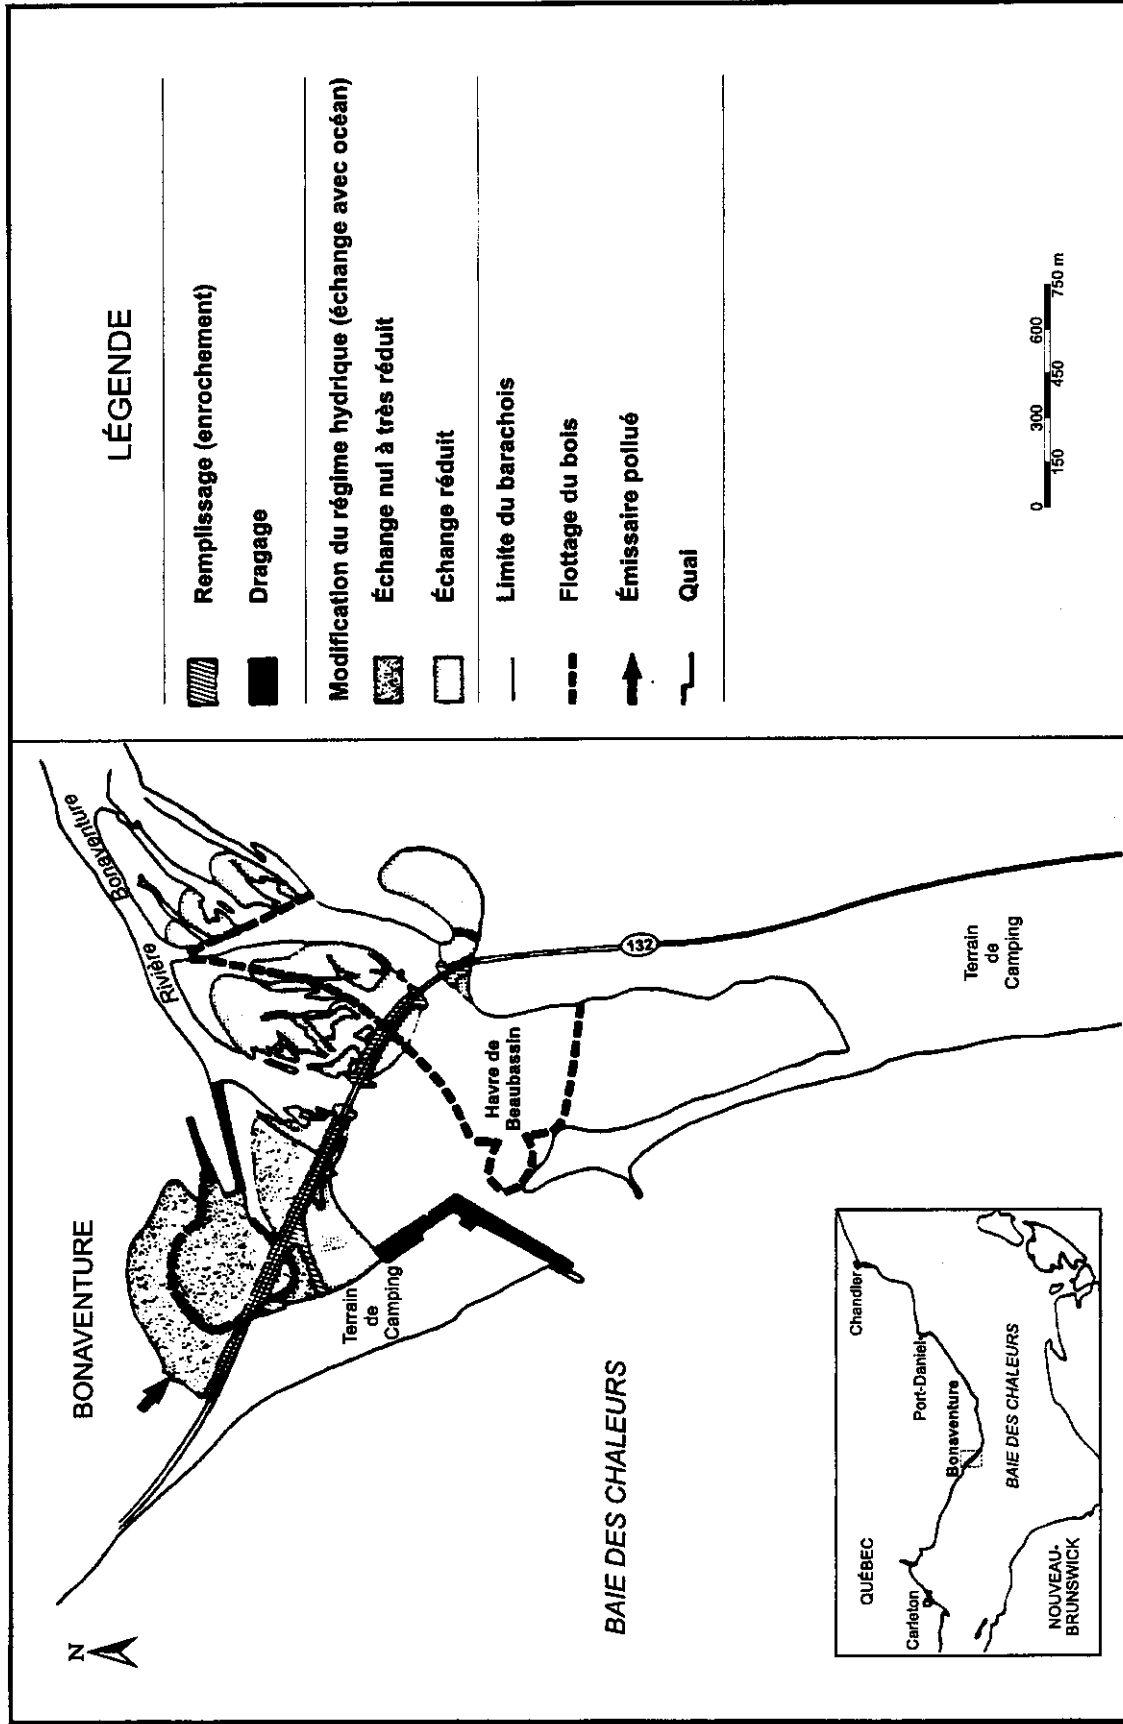 LÉGENDE
Remplissage (enrochement)
Dragage
Modification du régime hydrique (échange avec océan)
Échange nul à très réduit
Échange réduit
Limite du barachois
Flottage du bois
Émissaire pollué
Quai
0 150 300 450 600 750 m
N
BONAVENTURE
Rivière Bonaventure
132
Havre de
Beaubassin
Terrain
de
Camping
Terrain
de
Camping
BAIE DES CHALEURS
QUÉBEC
Chandler
Port-Daniel
Bonaventure
Carleton
BAIE DES CHALEURS
NOUVEAU-
BRUNSWICK